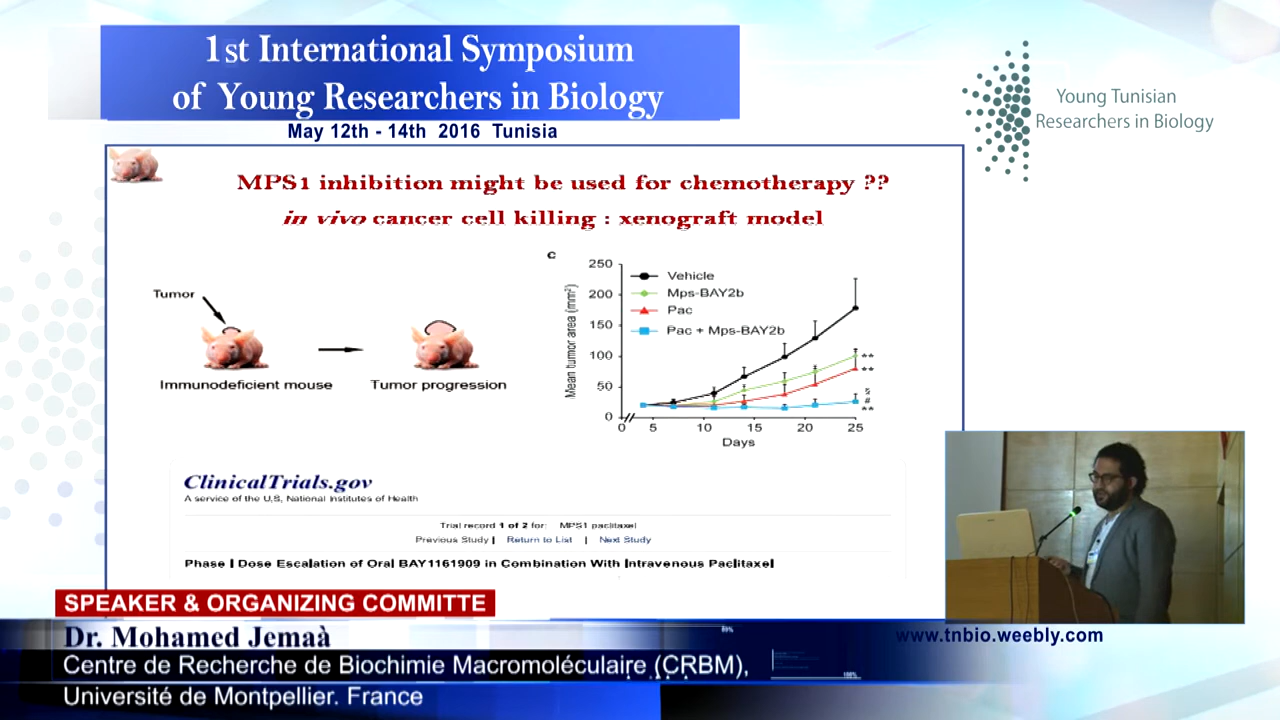 1st International Symposium
of Young Researchers in Biology
May 12th - 14th 2016 Tunisia
Young Tunisian
Researchers in Biology
MPS1 inhibition might be used for chemotherapy ??
in vivo cancer cell killing : xenograft model
Tumor
Immunodeficient mouse
Tumor progression
c
Mean tumor area (mm²)
250
200
150
100
50
0
Vehicle
Mps-BAY2b
Pac
Pac + Mps-BAY2b
**
**
§
#
**
0 5 10 15 20 25
Days
ClinicalTrials.gov
A service of the U.S. National Institutes of Health
Trial record 1 of 2 for: MPS1 paclitaxel
Previous Study | Return to List | Next Study
Phase I Dose Escalation of Oral BAY1161909 in Combination With Intravenous Paclitaxel
SPEAKER & ORGANIZING COMMITTE
Dr. Mohamed Jemaà
Centre de Recherche de Biochimie Macromoléculaire (CRBM),
Université de Montpellier. France
www.tnbio.weebly.com
89%
100%